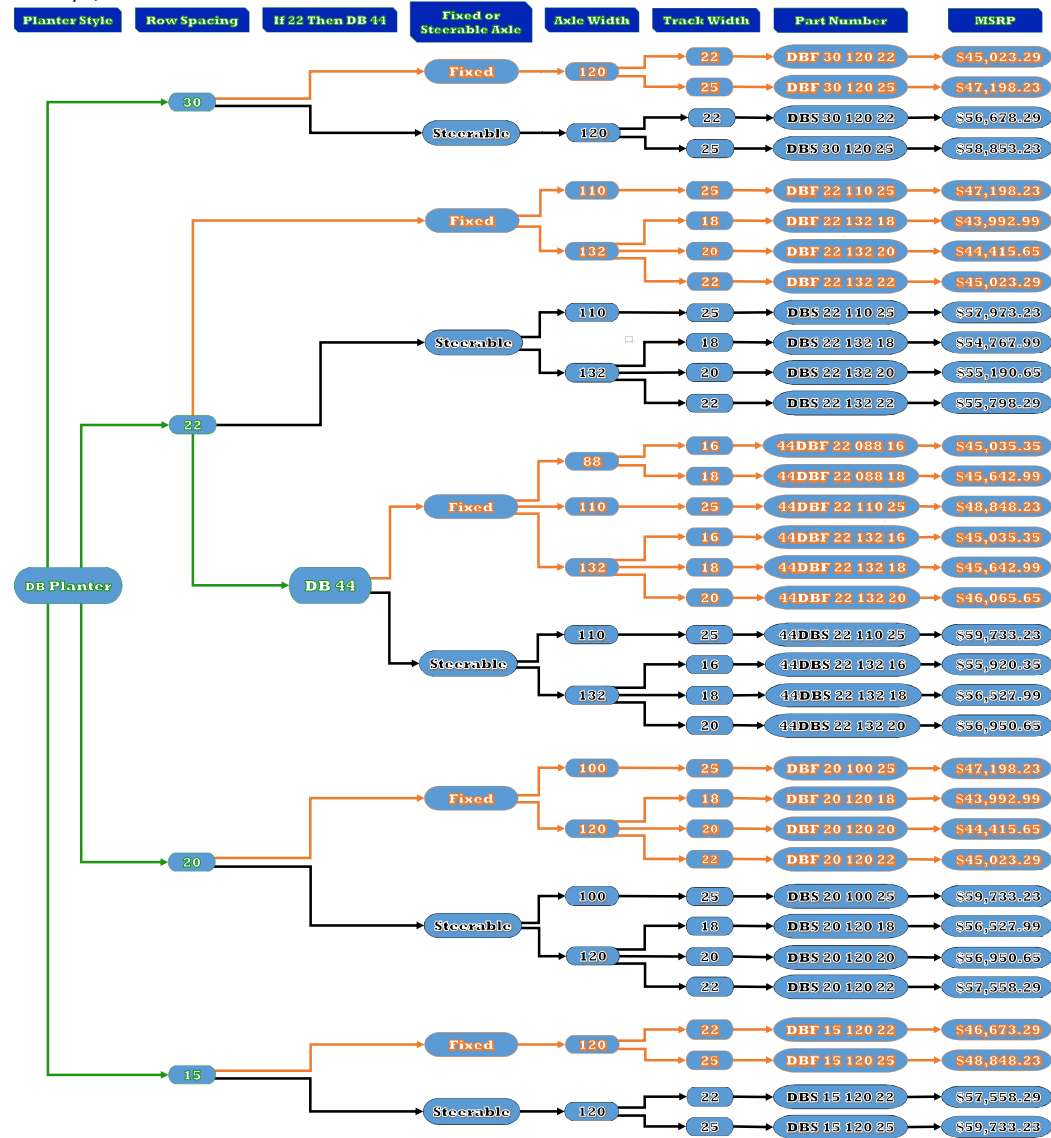 Planter Style Row Spacing If 22 Then DB 44 Fixed or Steerable Axle Axle Width Track Width Part Number MSRP
22 DBF 30 120 22 $45,023.29
Fixed 120
25 DBF 30 120 25 $47,198.23
30
22 DBS 30 120 22 $56,678.29
Steerable 120
25 DBS 30 120 25 $58,853.23
110 25 DBF 22 110 25 $47,198.23
Fixed 18 DBF 22 132 18 $43,992.99
132 20 DBF 22 132 20 $44,415.65
22 DBF 22 132 22 $45,023.29
110 25 DBS 22 110 25 $57,973.23
Steerable 18 DBS 22 132 18 $54,767.99
132 20 DBS 22 132 20 $55,190.65
22 DBS 22 132 22 $55,798.29
22
16 44DBF 22 088 16 $45,035.35
88
18 44DBF 22 088 18 $45,642.99
Fixed 110 25 44DBF 22 110 25 $48,848.23
16 44DBF 22 132 16 $45,035.35
132 18 44DBF 22 132 18 $45,642.99
DB Planter DB 44
20 44DBF 22 132 20 $46,065.65
110 25 44DBS 22 110 25 $59,733.23
Steerable 16 44DBS 22 132 16 $55,920.35
132 18 44DBS 22 132 18 $56,527.99
20 44DBS 22 132 20 $56,950.65
100 25 DBF 20 100 25 $47,198.23
Fixed 18 DBF 20 120 18 $43,992.99
120 20 DBF 20 120 20 $44,415.65
20 22 DBF 20 120 22 $45,023.29
100 25 DBS 20 100 25 $59,733.23
Steerable 18 DBS 20 120 18 $56,527.99
120 20 DBS 20 120 20 $56,950.65
22 DBS 20 120 22 $57,558.29
22 DBF 15 120 22 $46,673.29
Fixed 120
25 DBF 15 120 25 $48,848.23
15
22 DBS 15 120 22 $57,558.29
Steerable 120
25 DBS 15 120 25 $59,733.23